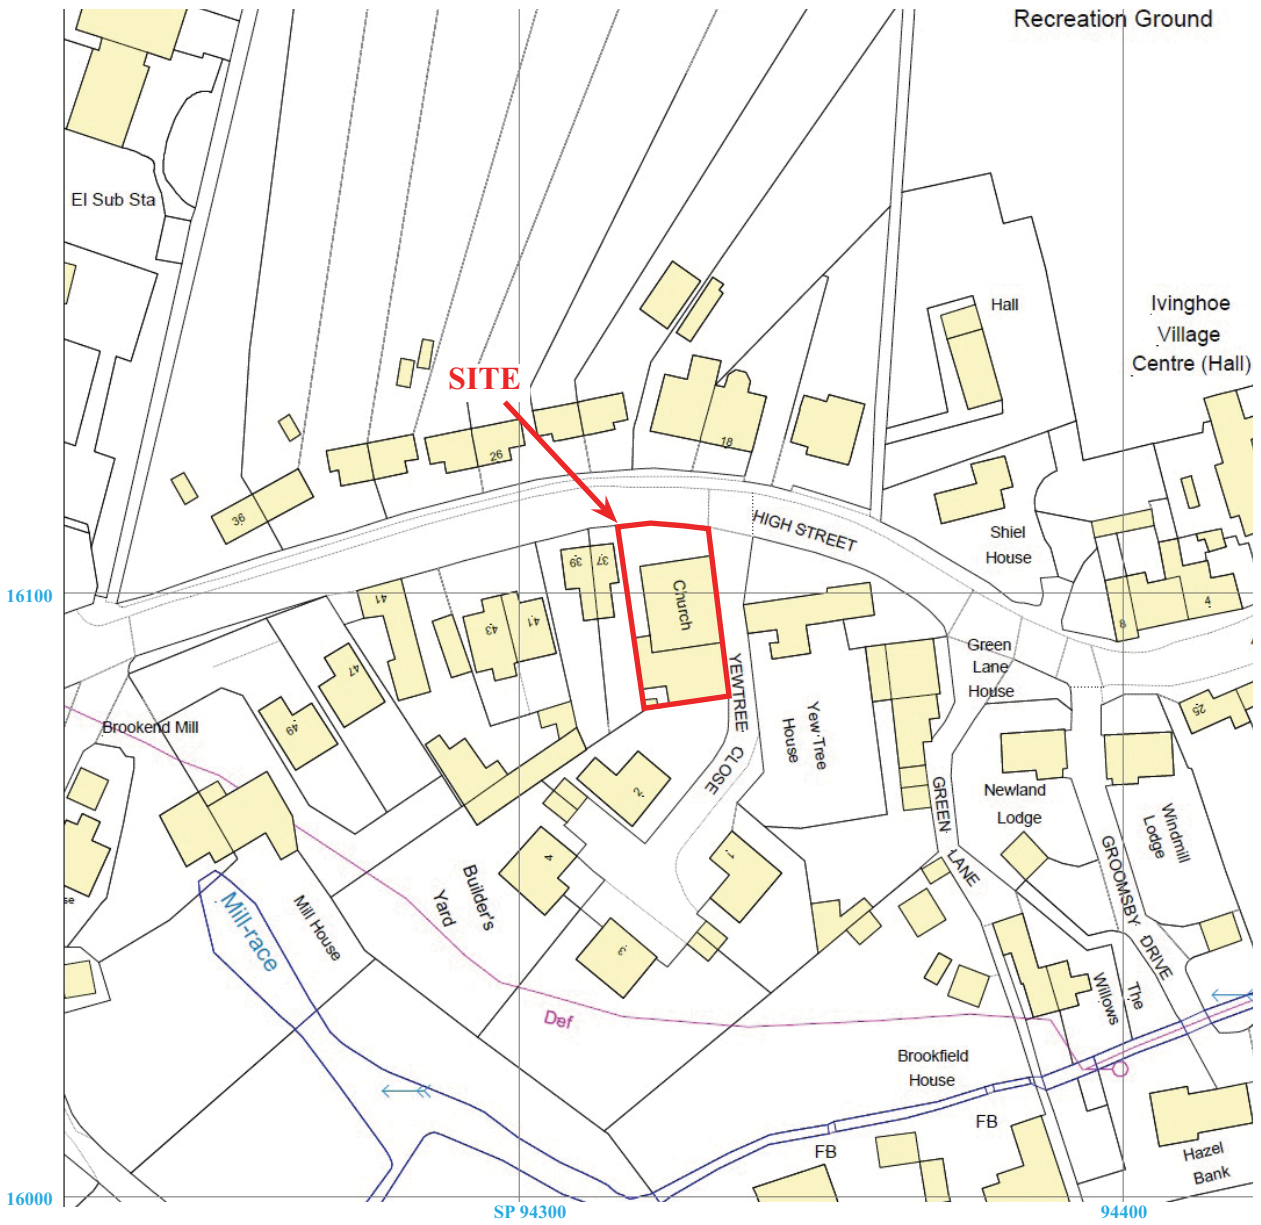 Recreation Ground
El Sub Sta
Hall
Ivinghoe
Village
Centre (Hall)
SITE
18
26
36
HIGH STREET
Shiel
House
39
37
Church
16100
41
43
41
47
49
4
8
Green
Lane
House
25
YEWTREE CLOSE
Yew Tree
House
Brookend Mill
GREEN LANE
Newland
Lodge
GROOMSBY DRIVE
Windmill
Lodge
2
1
4
3
Builder's
Yard
Mill House
Mill-race
se
The
Willows
Def
Brookfield
House
FB
FB
Hazel
Bank
16000
SP 94300
94400